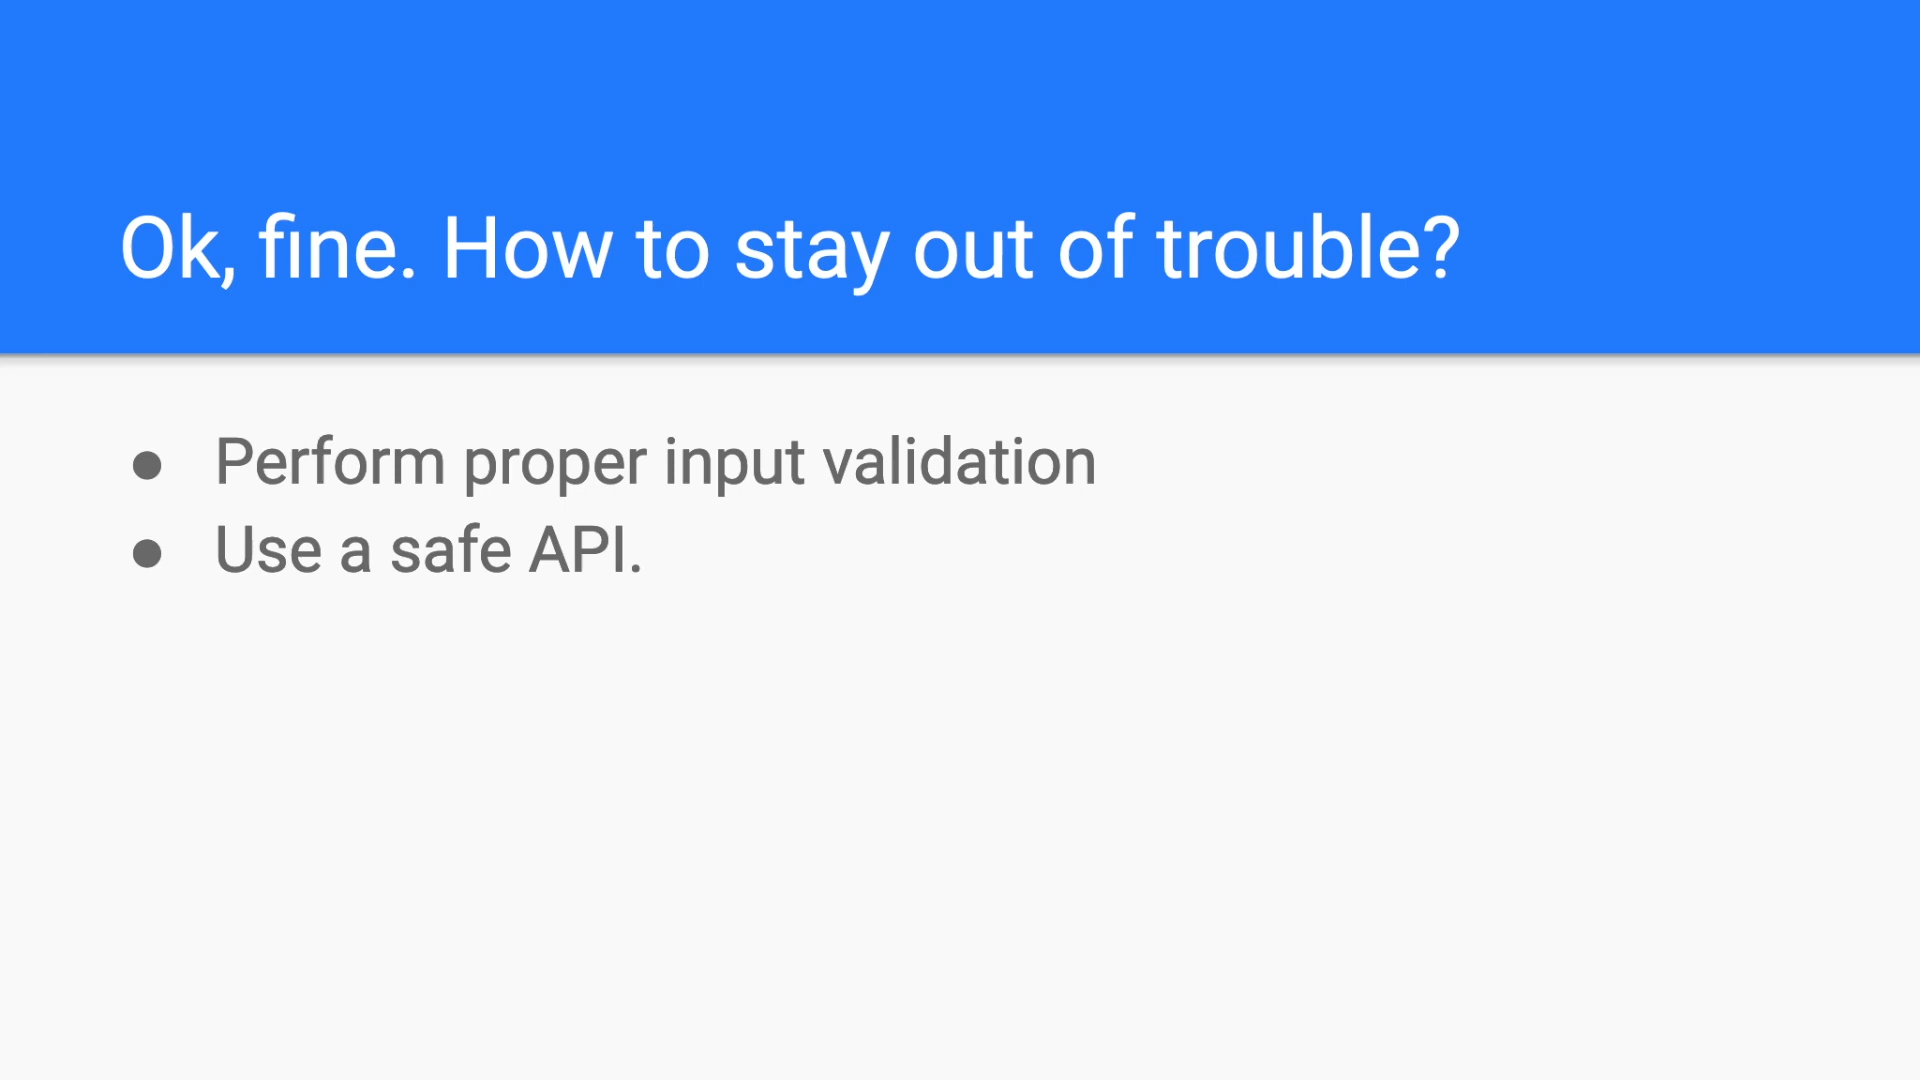 Ok, fine. How to stay out of trouble?
● Perform proper input validation
● Use a safe API.